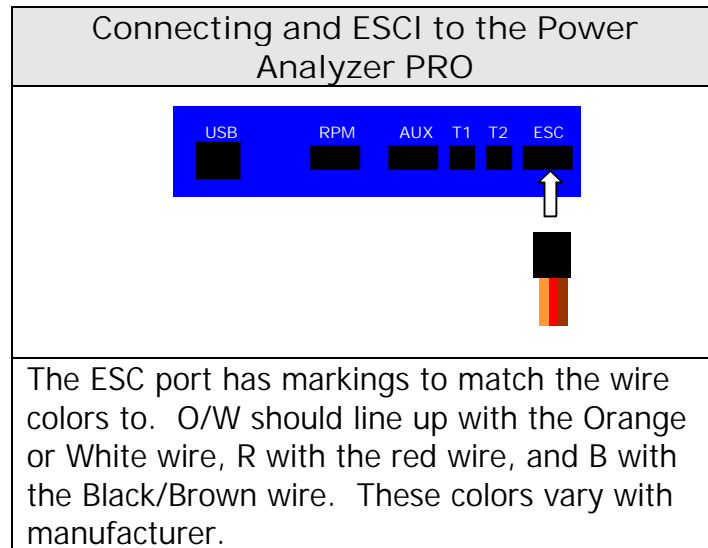 Connecting and ESCI to the Power
Analyzer PRO
USB RPM AUX T1 T2 ESC
The ESC port has markings to match the wire
colors to. O/W should line up with the Orange
or White wire, R with the red wire, and B with
the Black/Brown wire. These colors vary with
manufacturer.